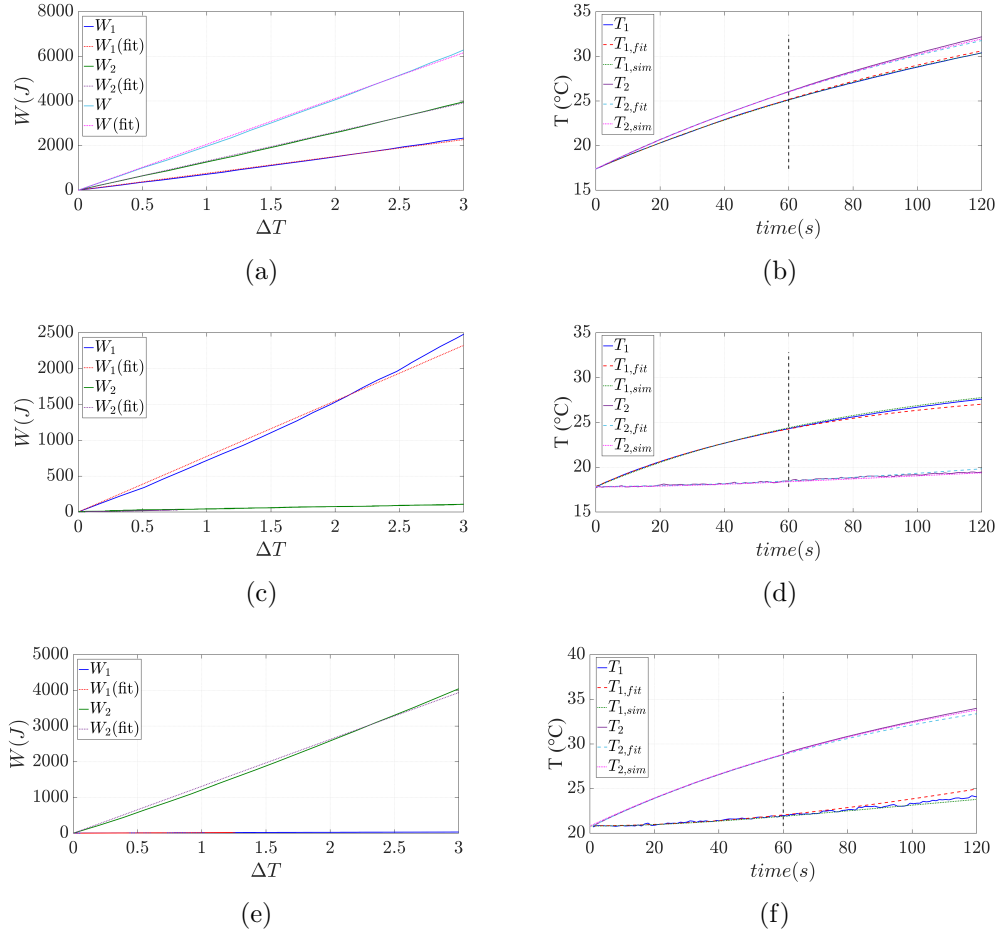 8000
6000
4000
2000
0
W(J)
W₁
W₁(fit)
W₂
W₂(fit)
W
W(fit)
0 0.5 1 1.5 2 2.5 3
ΔT
(a)
35
30
25
20
15
T (°C)
T₁
T₁,fit
T₁,sim
T₂
T₂,fit
T₂,sim
0 20 40 60 80 100 120
time(s)
(b)
2500
2000
1500
1000
500
0
W(J)
W₁
W₁(fit)
W₂
W₂(fit)
0 0.5 1 1.5 2 2.5 3
ΔT
(c)
35
30
25
20
15
T (°C)
T₁
T₁,fit
T₁,sim
T₂
T₂,fit
T₂,sim
0 20 40 60 80 100 120
time(s)
(d)
5000
4000
3000
2000
1000
0
W(J)
W₁
W₁(fit)
W₂
W₂(fit)
0 0.5 1 1.5 2 2.5 3
ΔT
(e)
40
35
30
25
20
T (°C)
T₁
T₁,fit
T₁,sim
T₂
T₂,fit
T₂,sim
0 20 40 60 80 100 120
time(s)
(f)